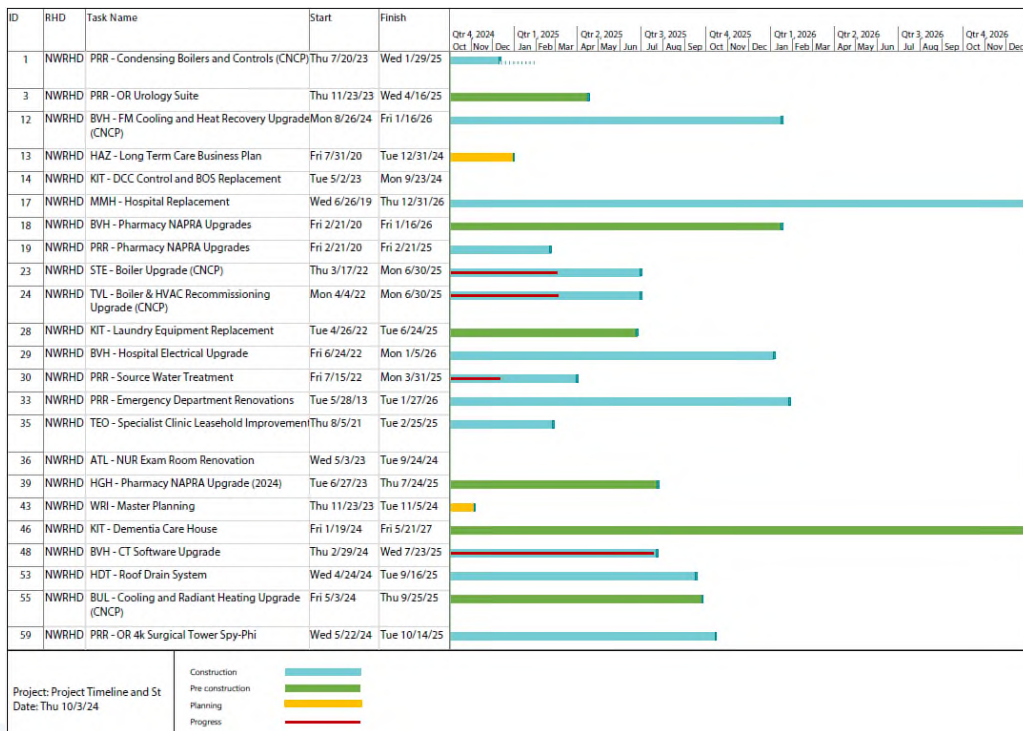 ID RHD Task Name Start Finish
Qtr 4, 2024 Qtr 1, 2025 Qtr 2, 2025 Qtr 3, 2025 Qtr 4, 2025 Qtr 1, 2026 Qtr 2, 2026 Qtr 3, 2026 Qtr 4, 2026
Oct Nov Dec Jan Feb Mar Apr May Jun Jul Aug Sep Oct Nov Dec Jan Feb Mar Apr May Jun Jul Aug Sep Oct Nov Dec
1 NWRHD PRR - Condensing Boilers and Controls (CNCP) Thu 7/20/23 Wed 1/29/25
3 NWRHD PRR - OR Urology Suite Thu 11/23/23 Wed 4/16/25
12 NWRHD BVH - FM Cooling and Heat Recovery Upgrade Mon 8/26/24 Fri 1/16/26
(CNCP)
13 NWRHD HAZ - Long Term Care Business Plan Fri 7/31/20 Tue 12/31/24
14 NWRHD KIT - DCC Control and BOS Replacement Tue 5/2/23 Mon 9/23/24
17 NWRHD MMH - Hospital Replacement Wed 6/26/19 Thu 12/31/26
18 NWRHD BVH - Pharmacy NAPRA Upgrades Fri 2/21/20 Fri 1/16/26
19 NWRHD PRR - Pharmacy NAPRA Upgrades Fri 2/21/20 Fri 2/21/25
23 NWRHD STE - Boiler Upgrade (CNCP) Thu 3/17/22 Mon 6/30/25
24 NWRHD TVL - Boiler & HVAC Recommissioning Mon 4/4/22 Mon 6/30/25
Upgrade (CNCP)
28 NWRHD KIT - Laundry Equipment Replacement Tue 4/26/22 Tue 6/24/25
29 NWRHD BVH - Hospital Electrical Upgrade Fri 6/24/22 Mon 1/5/26
30 NWRHD PRR - Source Water Treatment Fri 7/15/22 Mon 3/31/25
33 NWRHD PRR - Emergency Department Renovations Tue 5/28/13 Tue 1/27/26
35 NWRHD TEO - Specialist Clinic Leasehold Improvement Thu 8/5/21 Tue 2/25/25
36 NWRHD ATL - NUR Exam Room Renovation Wed 5/3/23 Tue 9/24/24
39 NWRHD HGH - Pharmacy NAPRA Upgrade (2024) Tue 6/27/23 Thu 7/24/25
43 NWRHD WRI - Master Planning Thu 11/23/23 Tue 11/5/24
46 NWRHD KIT - Dementia Care House Fri 1/19/24 Fri 5/21/27
48 NWRHD BVH - CT Software Upgrade Thu 2/29/24 Wed 7/23/25
53 NWRHD HDT - Roof Drain System Wed 4/24/24 Tue 9/16/25
55 NWRHD BUL - Cooling and Radiant Heating Upgrade Fri 5/3/24 Thu 9/25/25
(CNCP)
59 NWRHD PRR - OR 4k Surgical Tower Spy-Phi Wed 5/22/24 Tue 10/14/25
Project: Project Timeline and St
Date: Thu 10/3/24
Construction
Pre construction
Planning
Progress